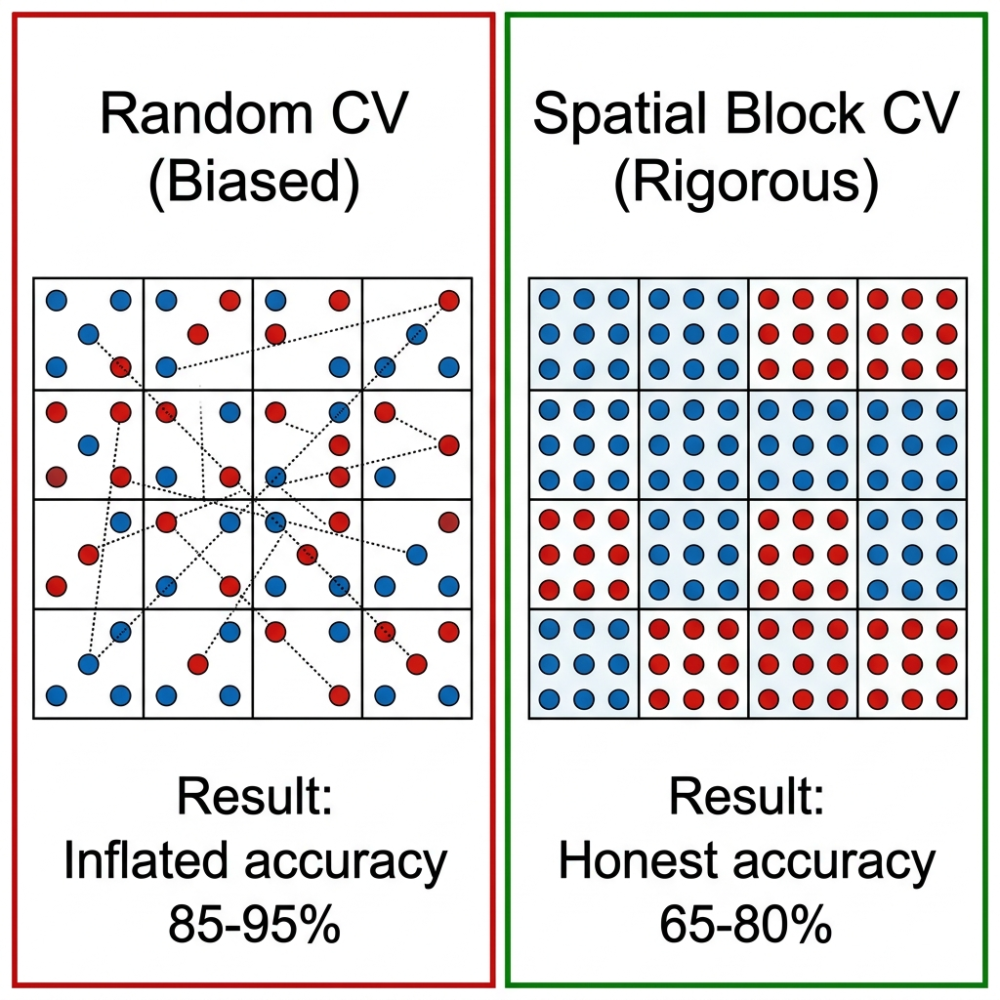 Random CV
(Biased)
Result:
Inflated accuracy
85-95%
Spatial Block CV
(Rigorous)
Result:
Honest accuracy
65-80%